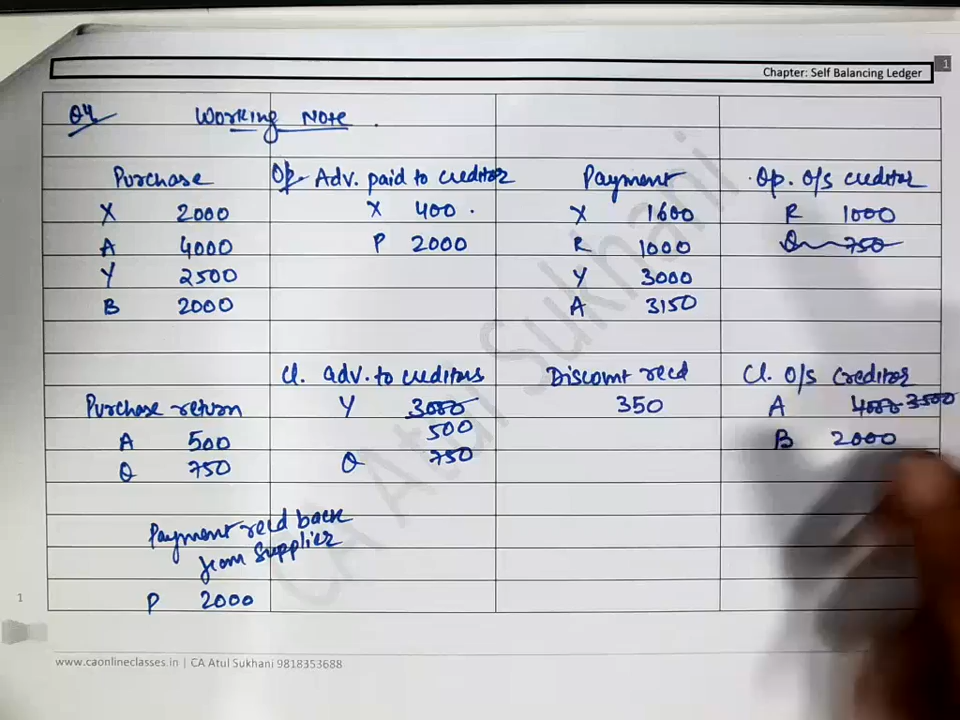 1
Chapter: Self Balancing Ledger
Q4 Working Note
Purchase Op. Adv. paid to creditor Payment Op. o/s creditor
X 2000 X 400 X 1600 R 1000
A 4000 P 2000 R 1000 Q 750
Y 2500 Y 3000
B 2000 A 3150
Cl. adv. to creditors Discount recd Cl. O/s Creditor
Purchase return Y 3000 350 A 4000 3500
A 500 500 B 2000
Q 750 Q 750
Payment recd back
from Supplier
P 2000
1
www.caonlineclasses.in | CA Atul Sukhani 9818353688
CA Atul Sukhani